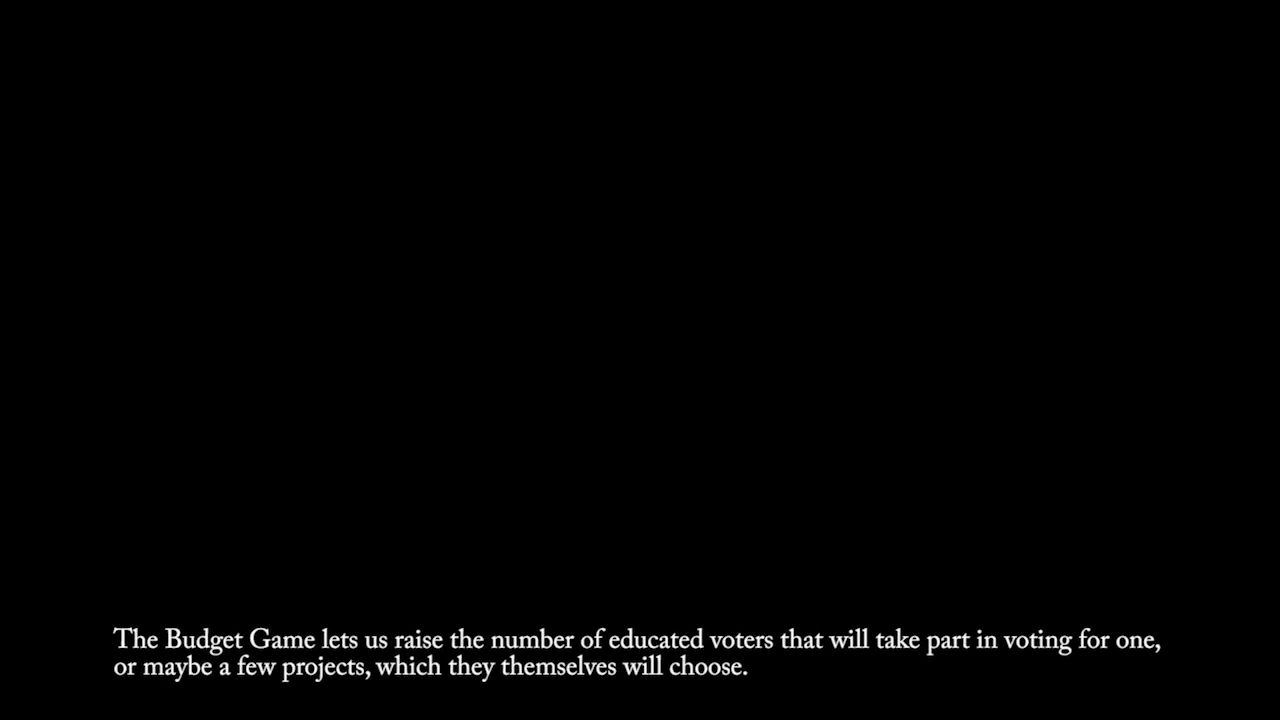 The Budget Game lets us raise the number of educated voters that will take part in voting for one,
or maybe a few projects, which they themselves will choose.